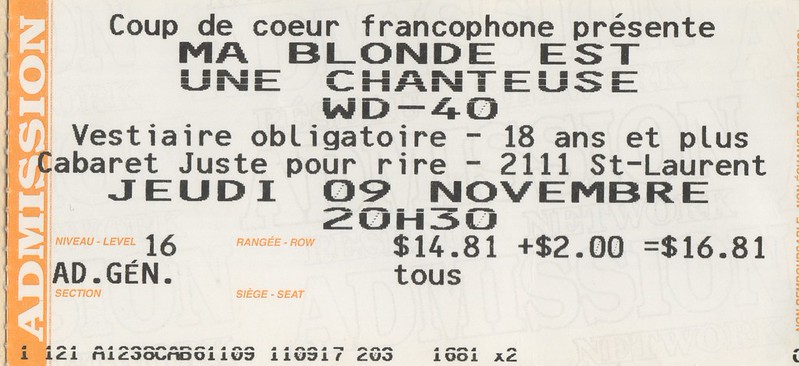 ADMISSION
Coup de coeur francophone présente
MA BLONDE EST
UNE CHANTEUSE
WD-40
Vestiaire obligatoire - 18 ans et plus
Cabaret Juste pour rire - 2111 St-Laurent
JEUDI 09 NOVEMBRE
20H30
NIVEAU - LEVEL 16 RANGÉE - ROW $14.81 +$2.00 =$16.81
AD.GÉN. tous
SECTION SIÈGE - SEAT
1 121 A1238CAB61109 110917 203 1681 x2